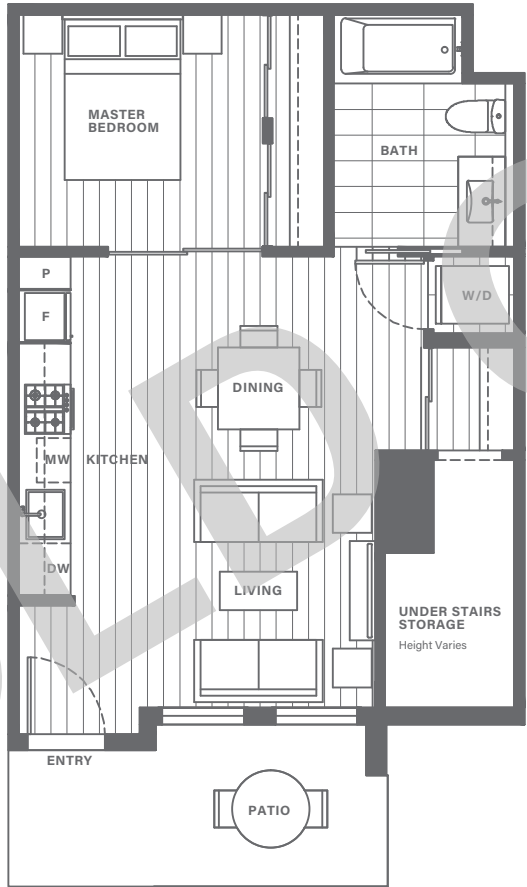 MASTER
BEDROOM
BATH
P
F
W/D
DINING
MW
KITCHEN
DW
LIVING
UNDER STAIRS
STORAGE
Height Varies
ENTRY
PATIO